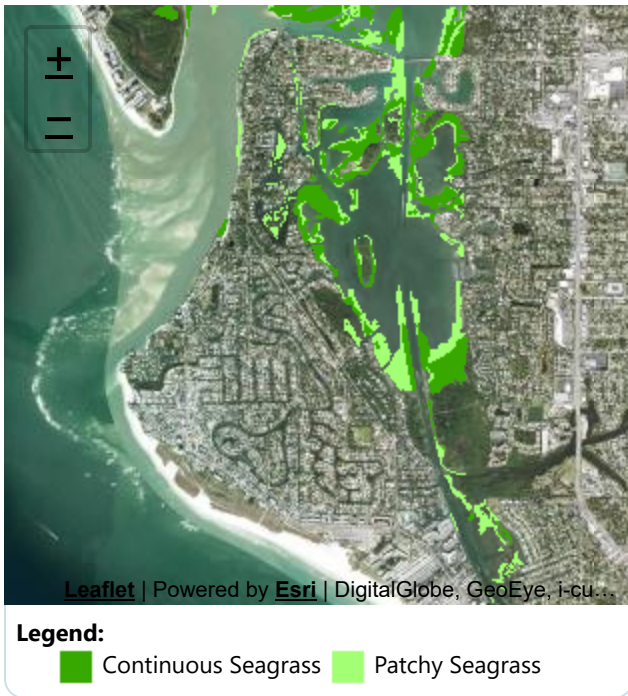 +
−
Leaflet | Powered by Esri | DigitalGlobe, GeoEye, i-cu…
Legend:
Continuous Seagrass Patchy Seagrass